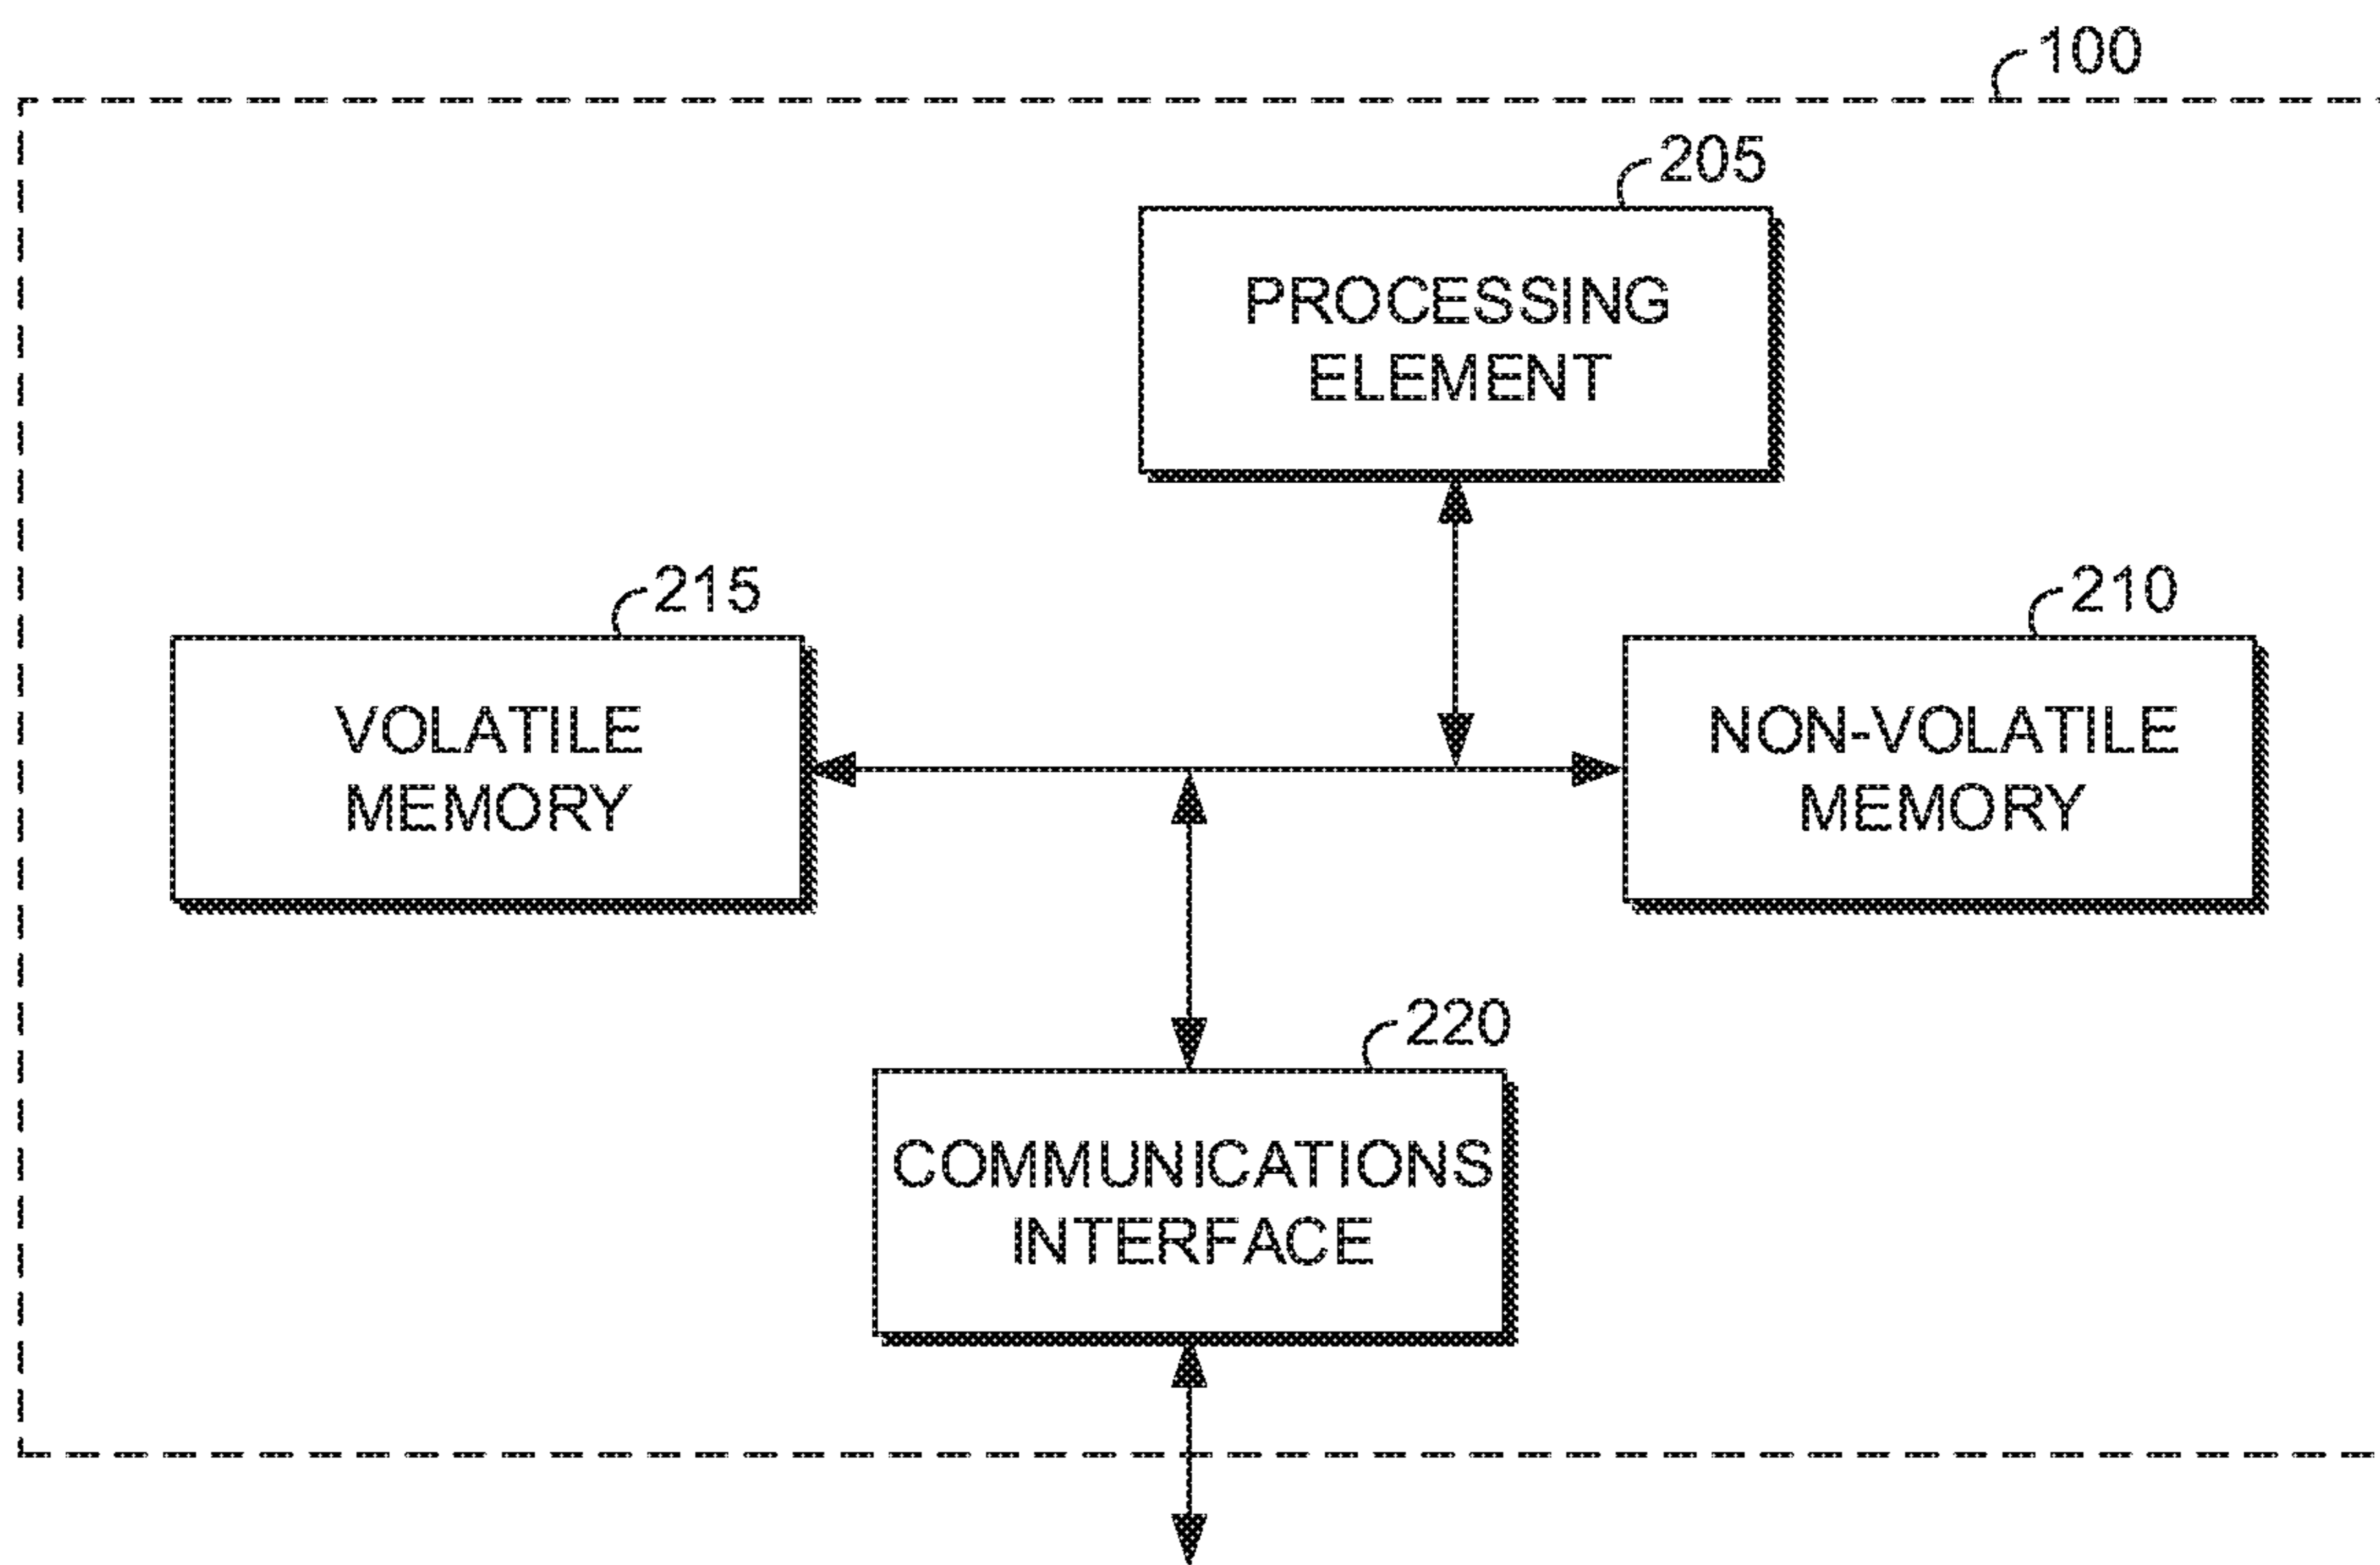 100
205
PROCESSING
ELEMENT
215
VOLATILE
MEMORY
210
NON-VOLATILE
MEMORY
220
COMMUNICATIONS
INTERFACE